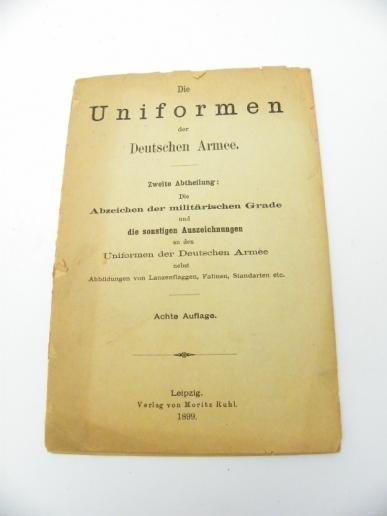 Die
Uniformen
der
Deutschen Armee.
Zweite Abtheilung:
Die
Abzeichen der militärischen Grade
und
die sonstigen Auszeichnungen
an den
Uniformen der Deutschen Armee
nebst
Abbildungen von Lanzenflaggen, Fahnen, Standarten etc.
Achte Auflage.
Leipzig.
Verlag von Moritz Ruhl.
1899.